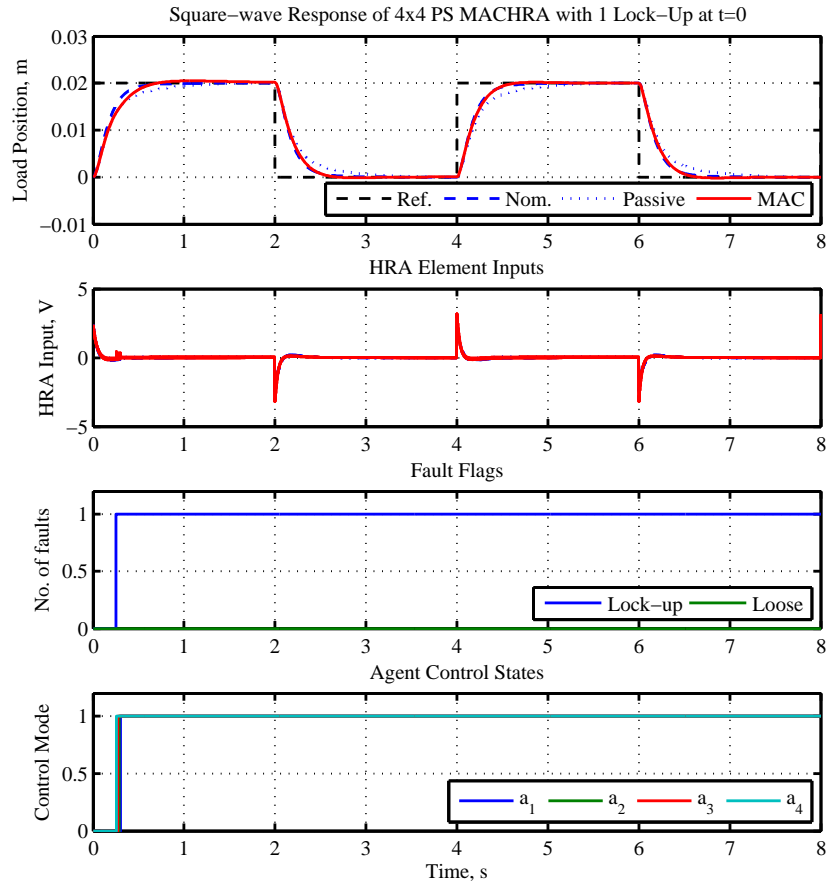 Square−wave Response of 4x4 PS MACHRA with 1 Lock−Up at t=0
0.03
0.02
0.01
0
−0.01
Load Position, m
Ref. Nom. Passive MAC
0 1 2 3 4 5 6 7 8
HRA Element Inputs
5
0
−5
HRA Input, V
0 1 2 3 4 5 6 7 8
Fault Flags
1
0.5
0
No. of faults
Lock−up Loose
0 1 2 3 4 5 6 7 8
Agent Control States
1
0.5
0
Control Mode
a_1 a_2 a_3 a_4
0 1 2 3 4 5 6 7 8
Time, s